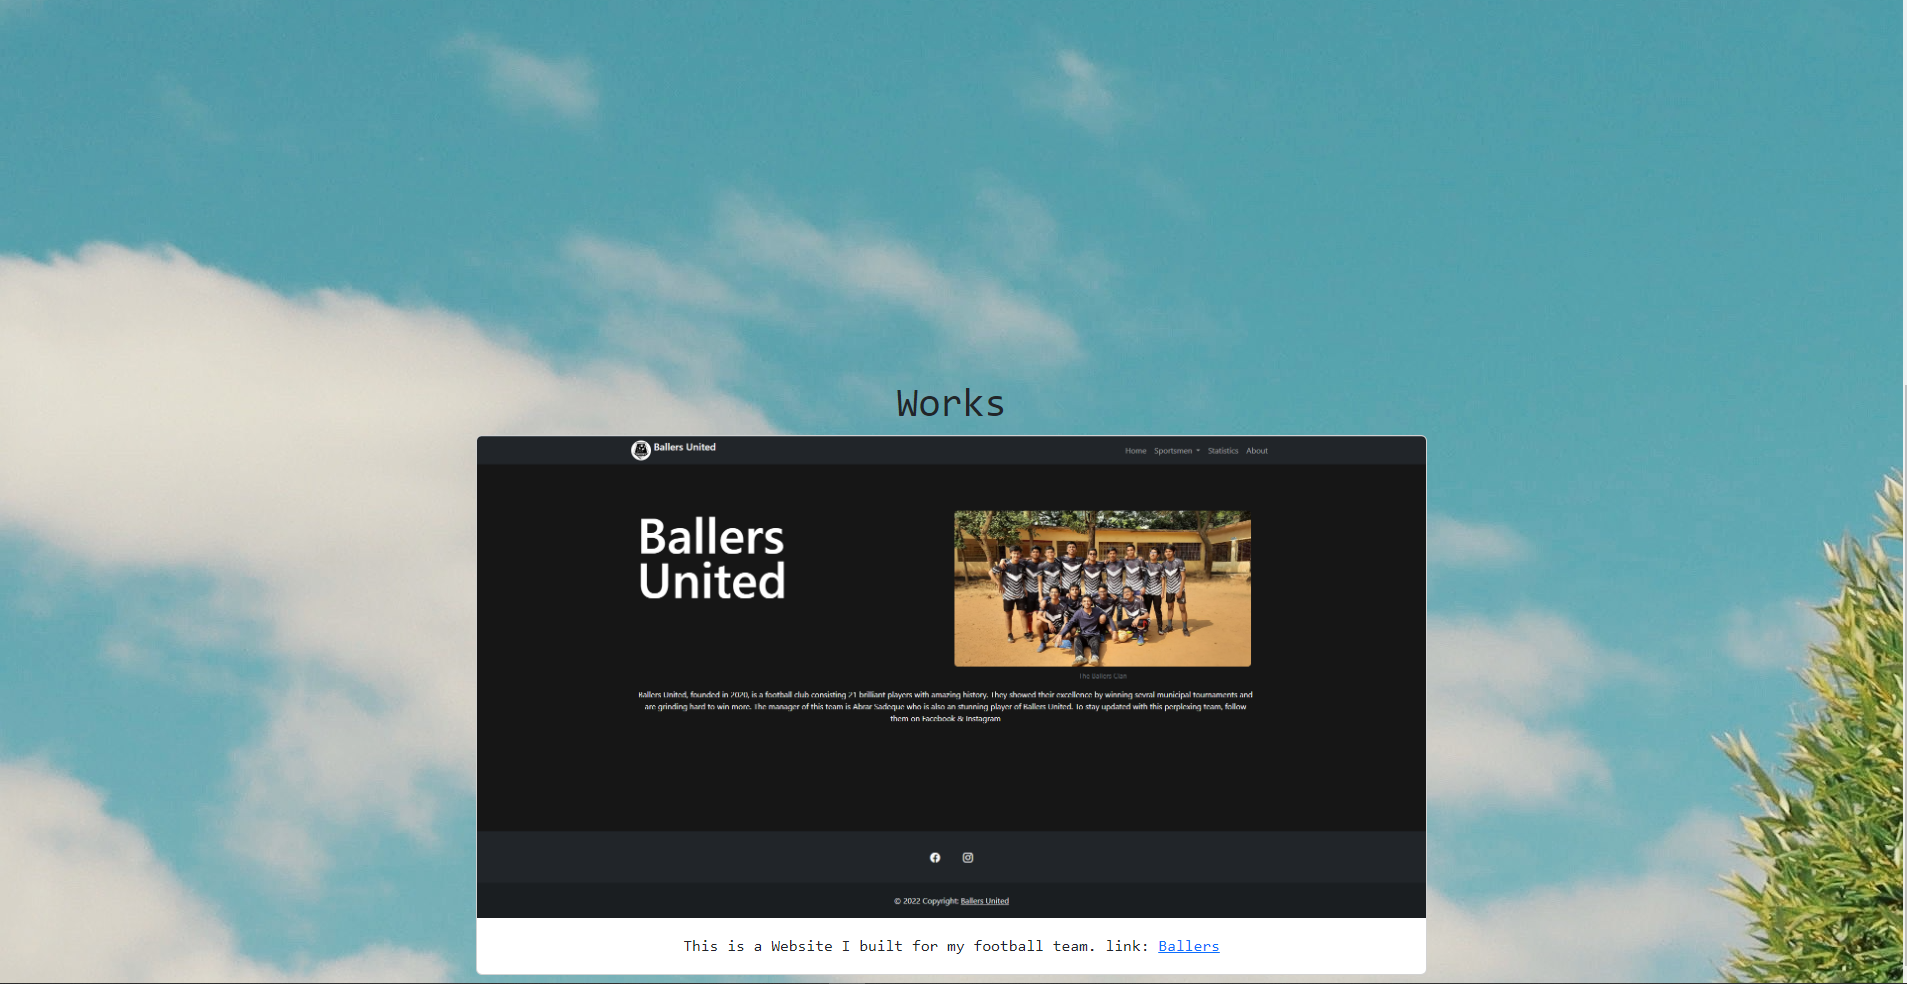 Works
Ballers United
Home Sportsmen Statistics About
Ballers
United
The Ballers Clan
Ballers United, founded in 2020, is a football club consisting 21 brilliant players with amazing history. They showed their excellence by winning sevral municipal tournaments and
are grinding hard to win more. The manager of this team is Abrar Sadeque who is also an stunning player of Ballers United. To stay updated with this perplexing team, follow
them on Facebook & Instagram
© 2022 Copyright: Ballers United
This is a Website I built for my football team. link: Ballers